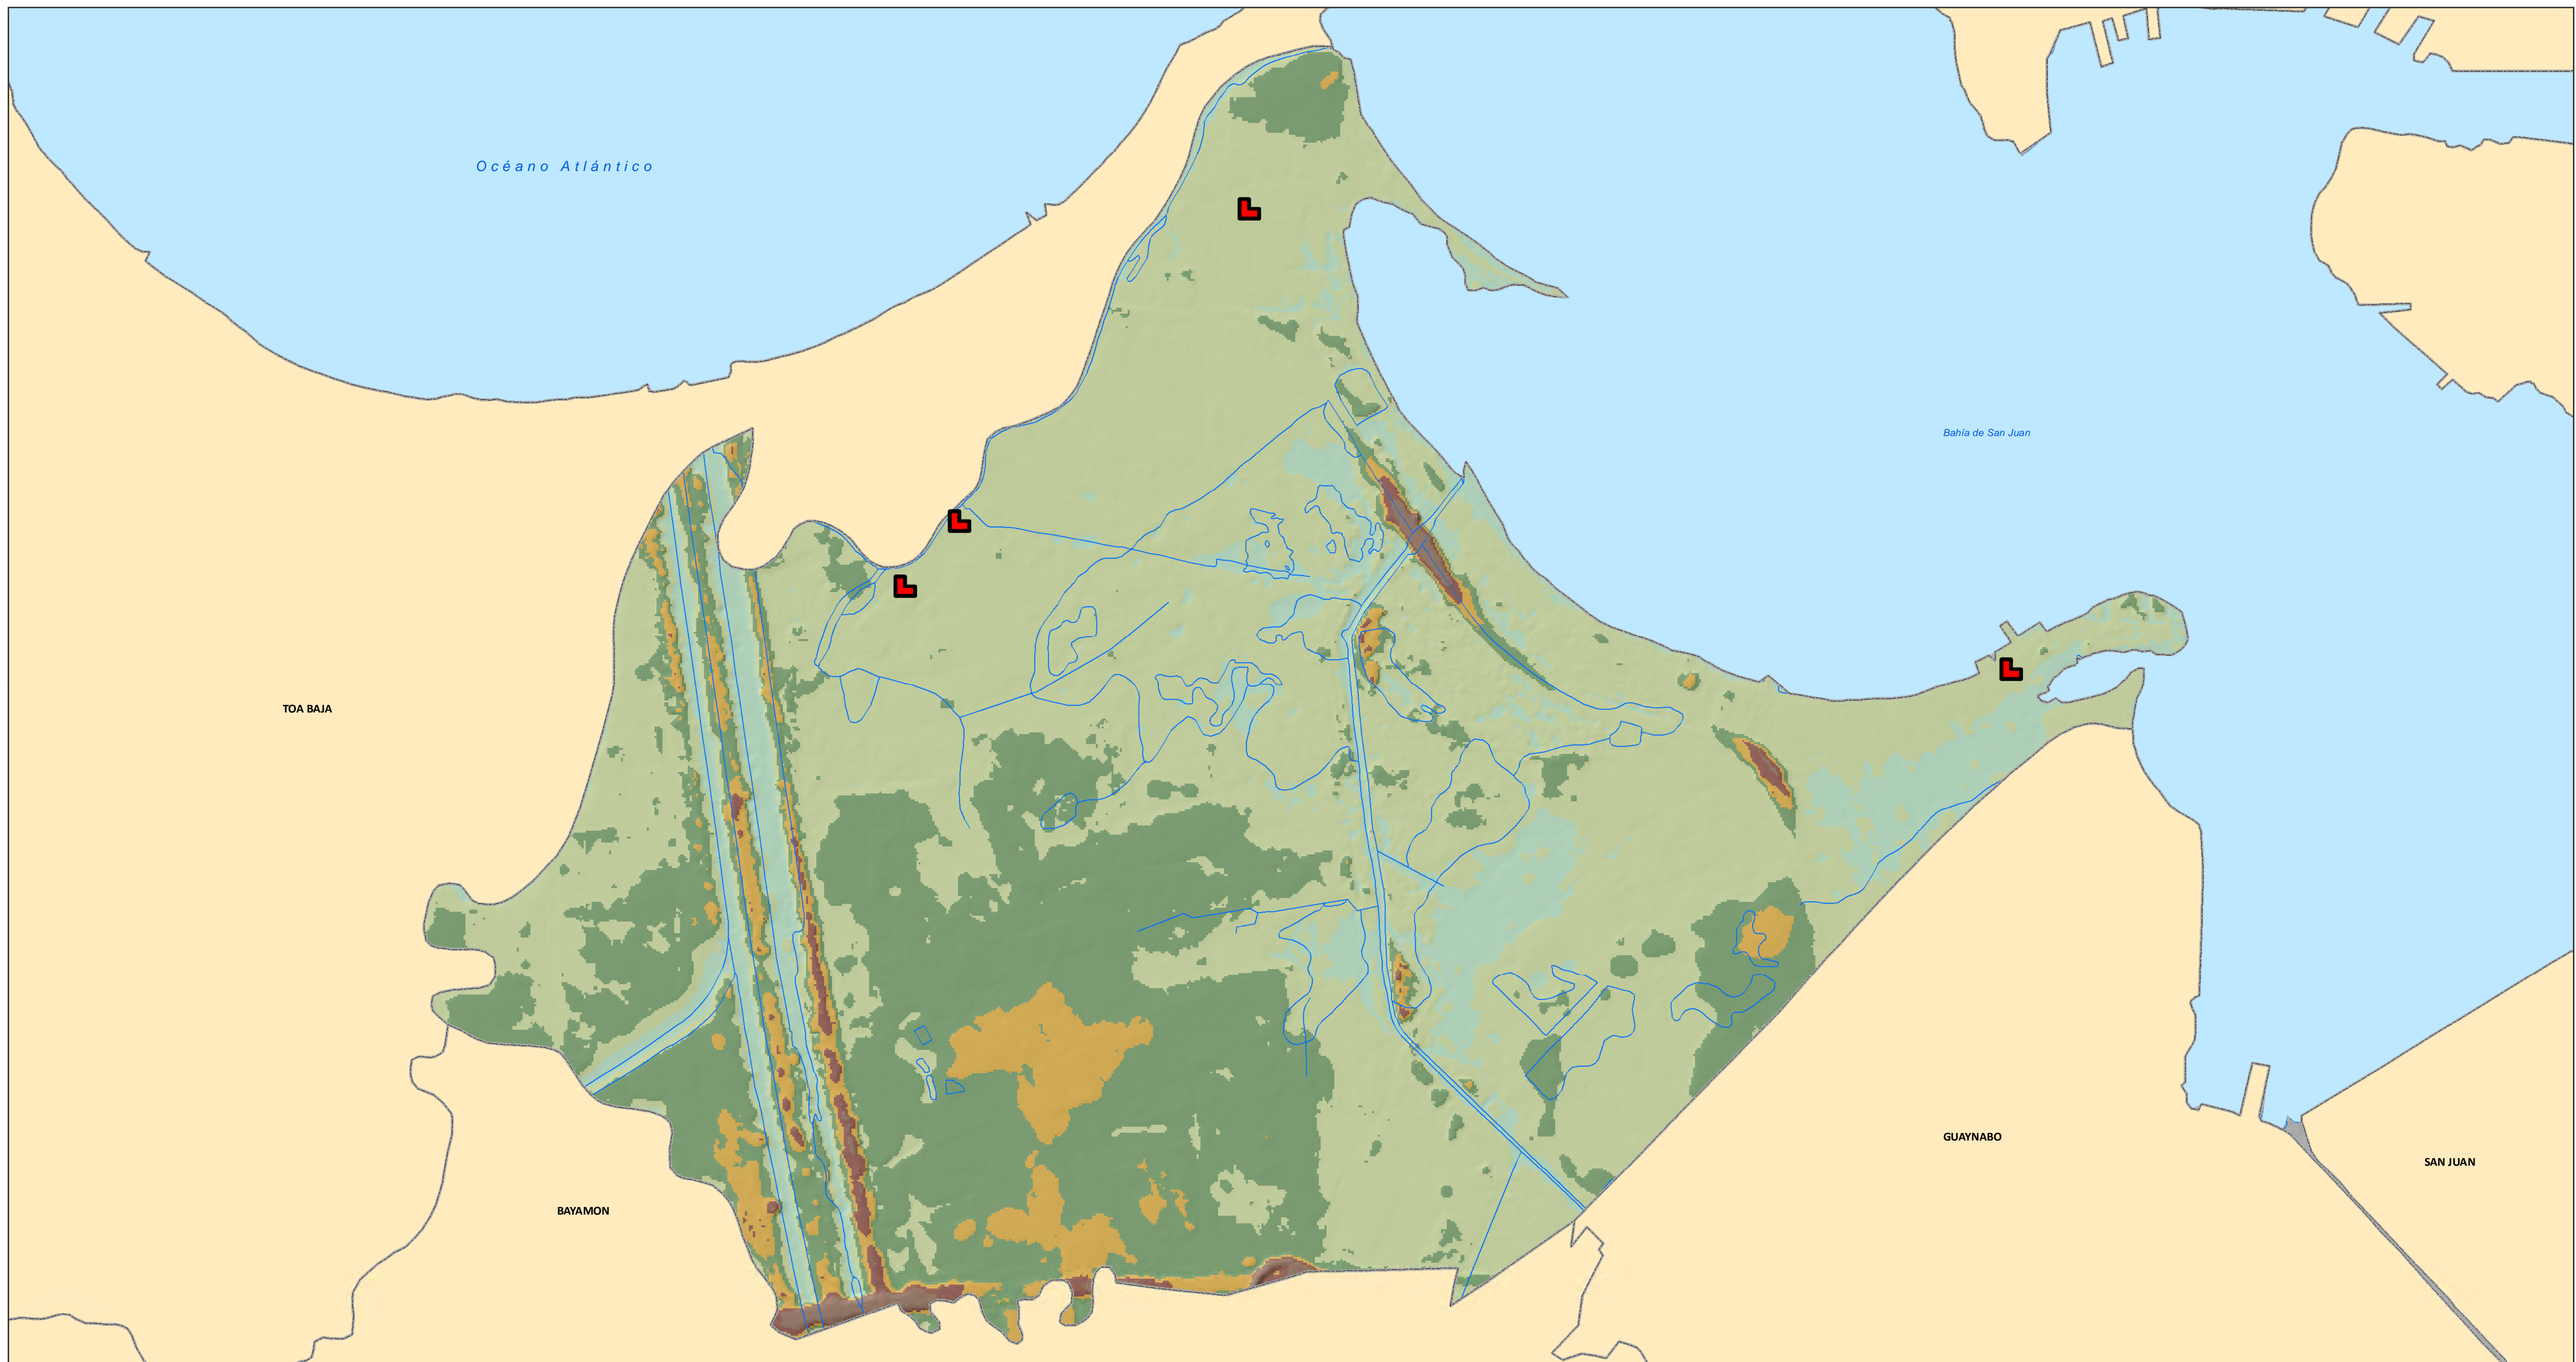 Océano Atlántico
Bahía de San Juan
TOA BAJA
GUAYNABO
SAN JUAN
BAYAMON